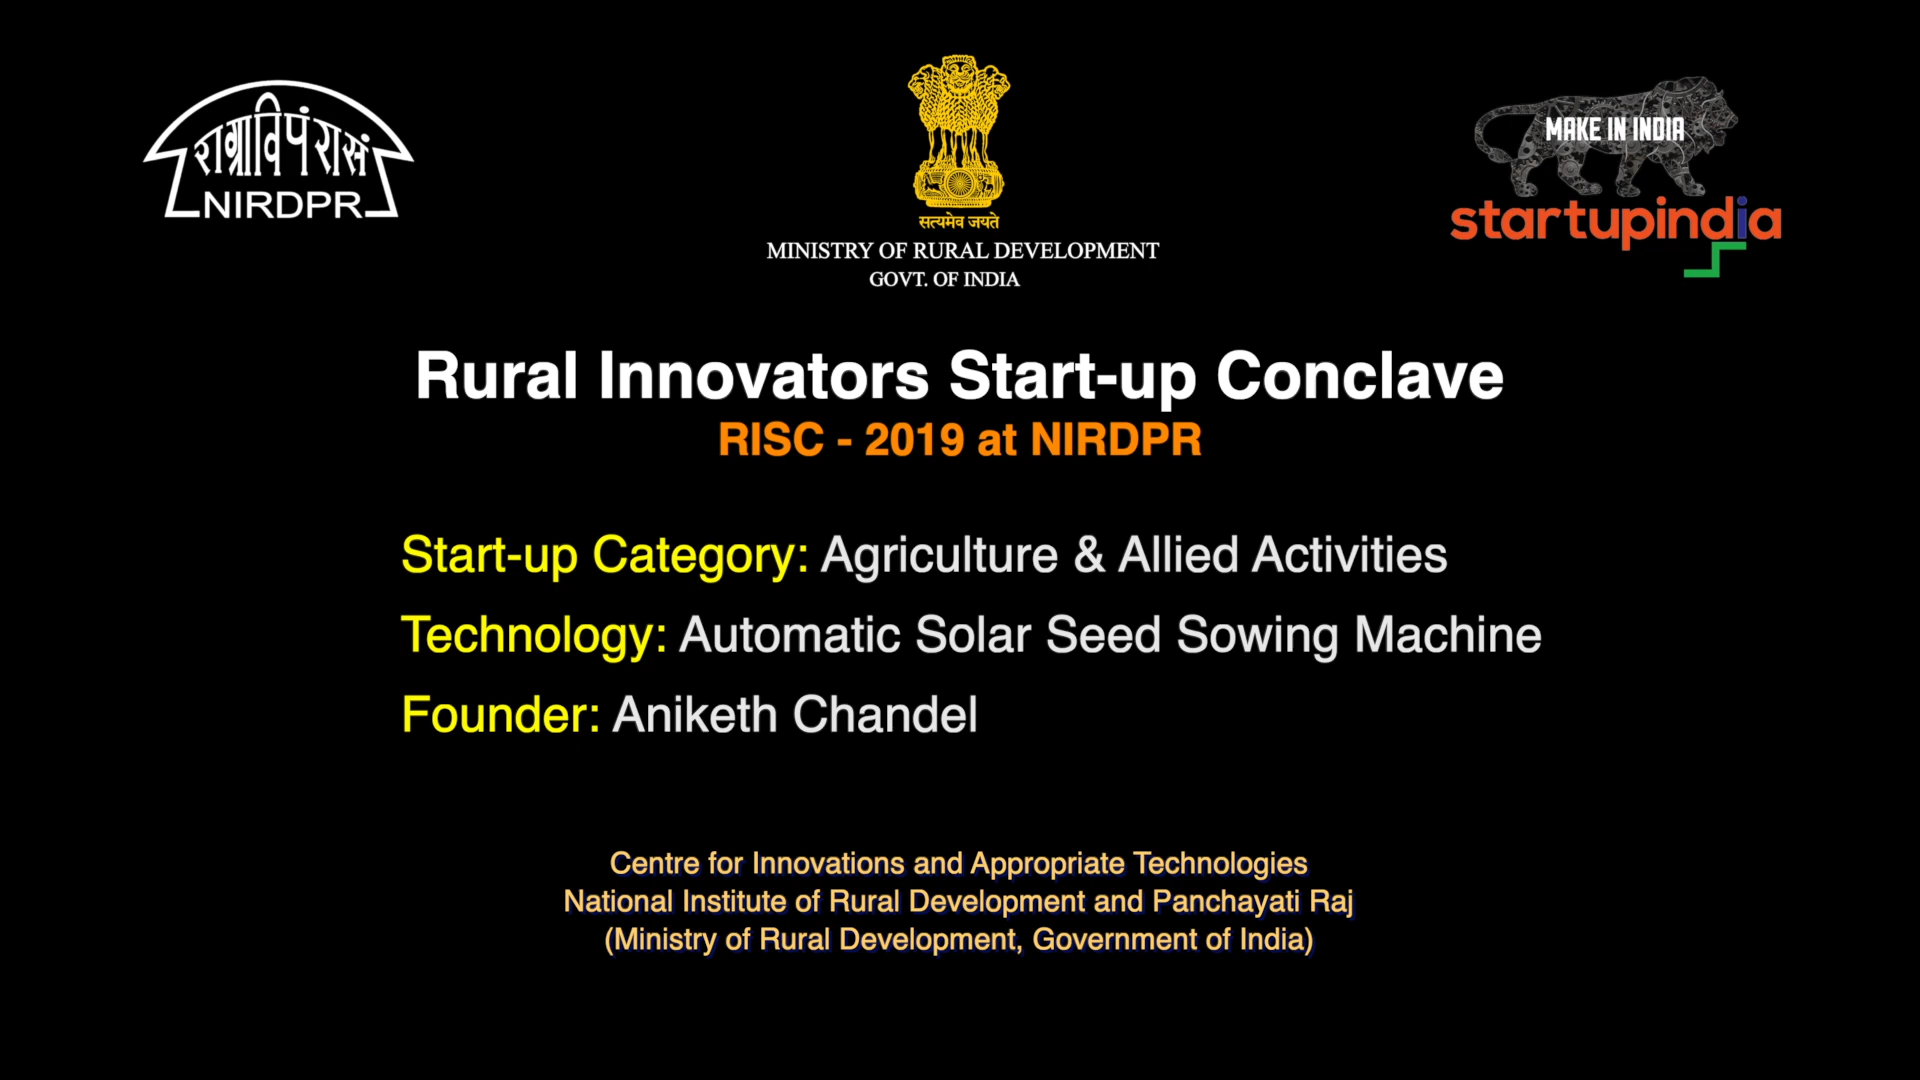 राग्राविपंरासं
NIRDPR
सत्यमेव जयते
MINISTRY OF RURAL DEVELOPMENT
GOVT. OF INDIA
MAKE IN INDIA
startupindia
Rural Innovators Start-up Conclave
RISC - 2019 at NIRDPR
Start-up Category: Agriculture & Allied Activities
Technology: Automatic Solar Seed Sowing Machine
Founder: Aniketh Chandel
Centre for Innovations and Appropriate Technologies
National Institute of Rural Development and Panchayati Raj
(Ministry of Rural Development, Government of India)